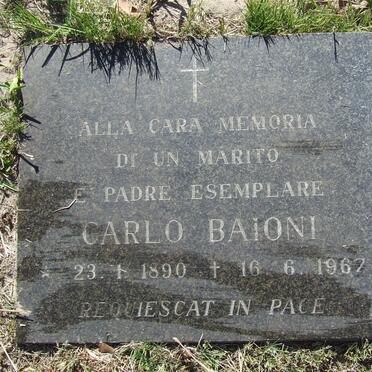 ALLA CARA MEMORIA
DI UN MARITO
E PADRE ESEMPLARE
CARLO BAIONI
* 23. 1 1890 † 16. 6. 1967
REQUIESCAT IN PACE